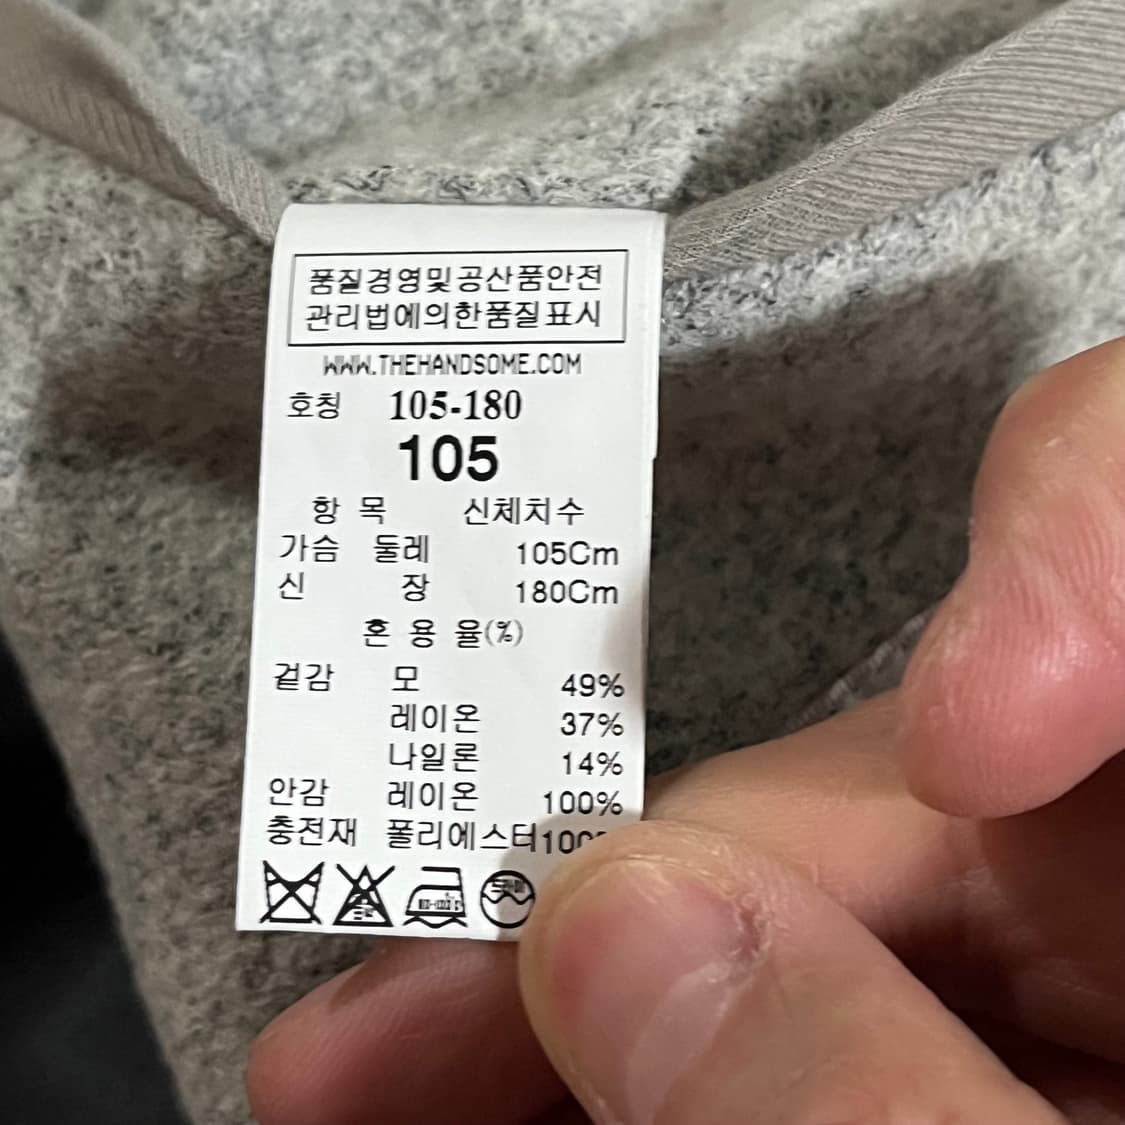 품질경영및공산품안전
관리법에의한품질표시
WWW.THEHANDSOME.COM
호칭 105-180
105
항 목 신체치수
가슴 둘레 105Cm
신 장 180Cm
혼 용 율(%)
겉감 모 49%
레이온 37%
나일론 14%
안감 레이온 100%
충전재 폴리에스터